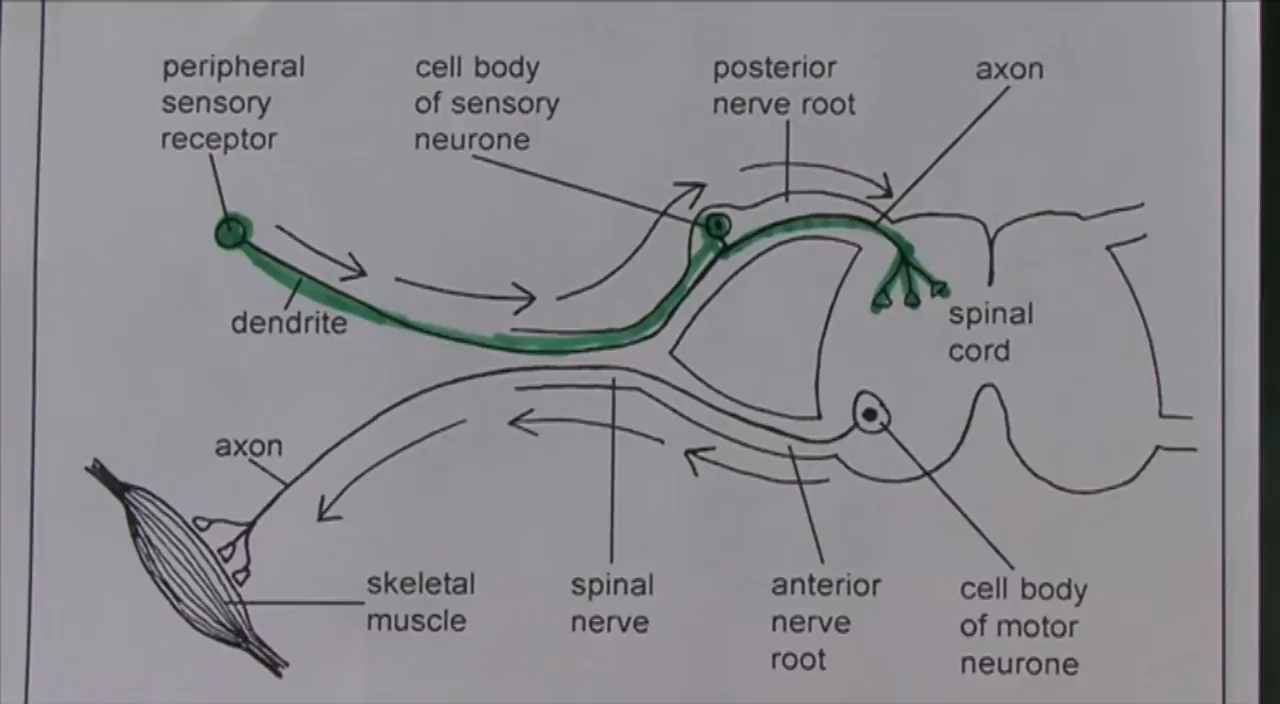 peripheral
sensory
receptor
cell body
of sensory
neurone
posterior
nerve root
axon
dendrite
spinal
cord
axon
skeletal
muscle
spinal
nerve
anterior
nerve
root
cell body
of motor
neurone